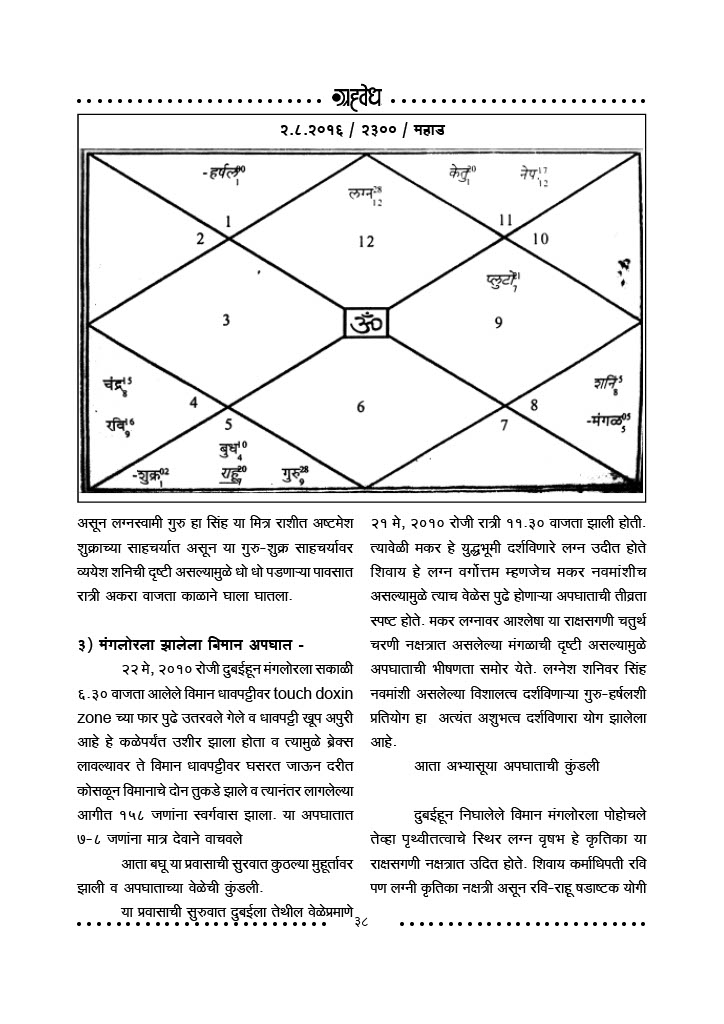 ग्रहवेध
२.८.२०१६ / २३०० / महाड
-हर्षल 00 1
केतु 20 1
नेप. 17 12
लग्न 28 12
1
11
2
12
10
प्लुटो 7
3
ॐ
9
चंद्र 15 8
शनि 5 8
4
6
8
रवि 16 9
5
7
-मंगळ 05 5
बुध 10 4
-शुक्र 02 1
राहू 20
गुरु 28 9
असून लग्नस्वामी गुरु हा सिंह या मित्र राशीत अष्टमेश
शुक्राच्या साहचर्यात असून या गुरु-शुक्र साहचर्यावर
व्ययेश शनिची दृष्टी असल्यामुळे धो धो पडणाऱ्या पावसात
रात्री अकरा वाजता काळाने घाला घातला.
३) मंगलोरला झालेला बिमान अपघात -
२२ मे, २०१० रोजी दुबईहून मंगलोरला सकाळी
६.३० वाजता आलेले विमान धावपट्टीवर touch doxin
zone च्या फार पुढे उतरवले गेले व धावपट्टी खूप अपुरी
आहे हे कळेपर्यंत उशीर झाला होता व त्यामुळे ब्रेक्स
लावल्यावर ते विमान धावपट्टीवर घसरत जाऊन दरीत
कोसळून विमानाचे दोन तुकडे झाले व त्यानंतर लागलेल्या
आगीत १५८ जणांना स्वर्गवास झाला. या अपघातात
७-८ जणांना मात्र देवाने वाचवले
आता बघू या प्रवासाची सुरवात कुठल्या मुहूर्तावर
झाली व अपघाताच्या वेळेची कुंडली.
या प्रवासाची सुरुवात दुबईला तेथील वेळेप्रमाणे
२१ मे, २०१० रोजी रात्री ११.३० वाजता झाली होती.
त्यावेळी मकर हे युद्धभूमी दर्शविणारे लग्न उदीत होते
शिवाय हे लग्न वर्गोत्तम म्हणजेच मकर नवमांशीच
असल्यामुळे त्याच वेळेस पुढे होणाऱ्या अपघाताची तीव्रता
स्पष्ट होते. मकर लग्नावर आश्लेषा या राक्षसगणी चतुर्थ
चरणी नक्षत्रात असलेल्या मंगळाची दृष्टी असल्यामुळे
अपघाताची भीषणता समोर येते. लग्नेश शनिवर सिंह
नवमांशी असलेल्या विशालत्व दर्शविणाऱ्या गुरु-हर्षलशी
प्रतियोग हा अत्यंत अशुभत्व दर्शविणारा योग झालेला
आहे.
आता अभ्यासूया अपघाताची कुंडली
दुबईहून निघालेले विमान मंगलोरला पोहोचले
तेव्हा पृथ्वीतत्वाचे स्थिर लग्न वृषभ हे कृतिका या
राक्षसगणी नक्षत्रात उदित होते. शिवाय कर्माधिपती रवि
पण लग्नी कृतिका नक्षत्री असून रवि-राहू षडाष्टक योगी
३८